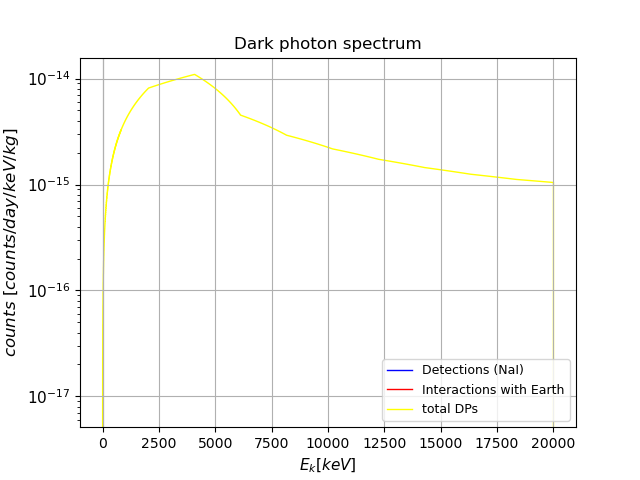 Dark photon spectrum
counts [counts/day/keV/kg]
10⁻¹⁴
10⁻¹⁵
10⁻¹⁶
10⁻¹⁷
Detections (NaI)
Interactions with Earth
total DPs
0 2500 5000 7500 10000 12500 15000 17500 20000
Eₖ[keV]